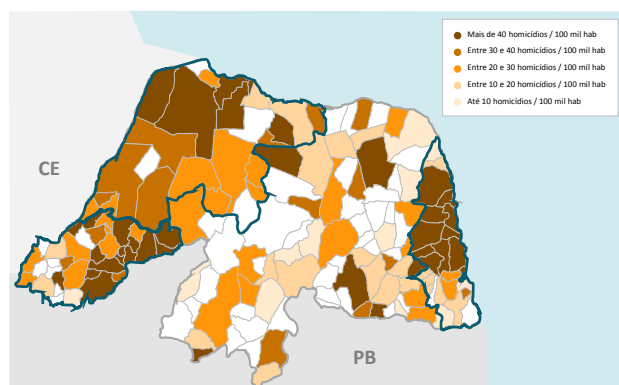 Mais de 40 homicídios / 100 mil hab
Entre 30 e 40 homicídios / 100 mil hab
Entre 20 e 30 homicídios / 100 mil hab
Entre 10 e 20 homicídios / 100 mil hab
Até 10 homicídios / 100 mil hab
CE
PB